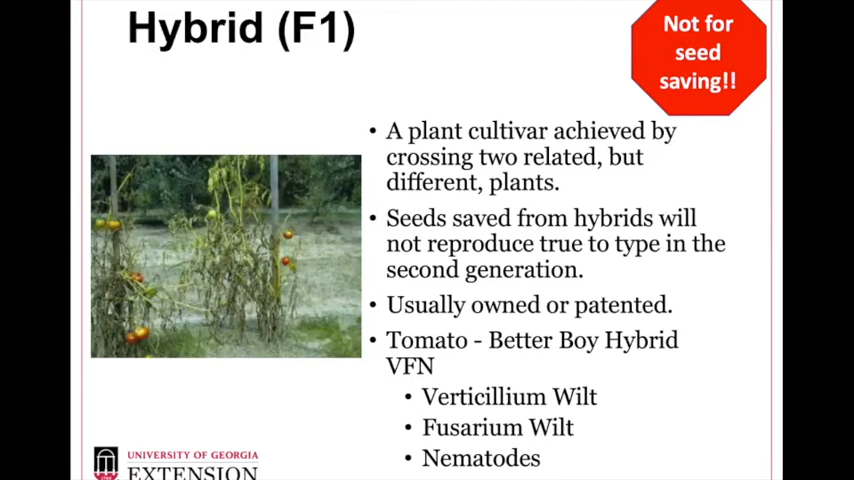 Hybrid (F1)
Not for
seed
saving!!
• A plant cultivar achieved by
crossing two related, but
different, plants.
• Seeds saved from hybrids will
not reproduce true to type in the
second generation.
• Usually owned or patented.
• Tomato - Better Boy Hybrid
VFN
• Verticillium Wilt
• Fusarium Wilt
• Nematodes
UNIVERSITY OF GEORGIA
EXTENSION